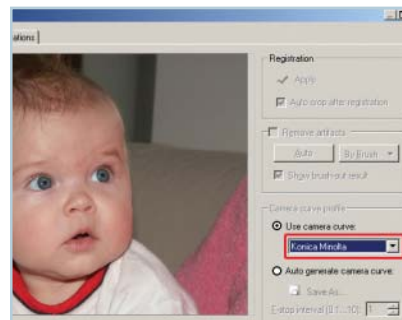 ations
Registration
Apply
Auto crop after registration
Remove artifacts
Auto
By Brush
Show brush-out result
Camera curve profile
Use camera curve:
Konica Minolta
Auto generate camera curve:
Save As...
E-stop interval (0.1...10):
1